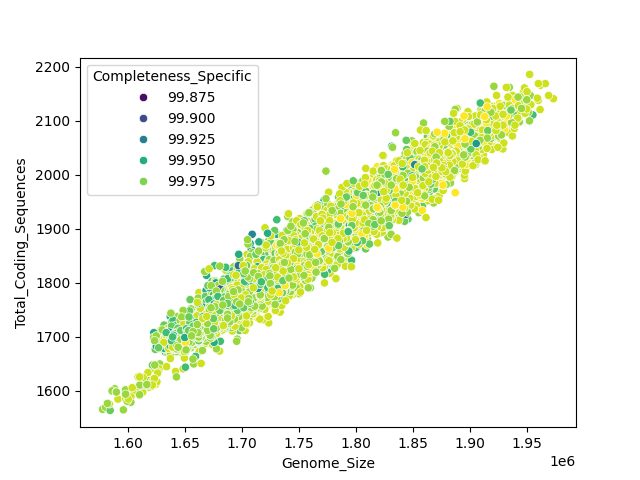 Completeness_Specific
99.875
99.900
99.925
99.950
99.975
2200
2100
2000
1900
1800
1700
1600
Total_Coding_Sequences
1.60 1.65 1.70 1.75 1.80 1.85 1.90 1.95
1e6
Genome_Size